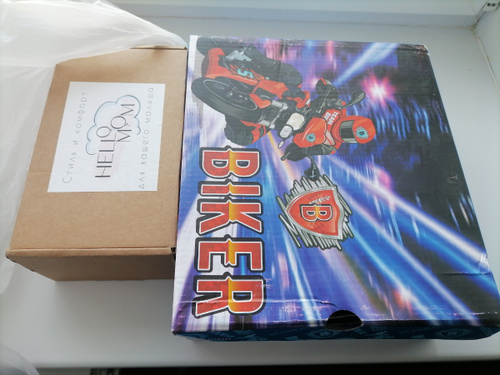 Стиль и комфорт
HELLO
MOM
для вашего малыша
BIKER
B